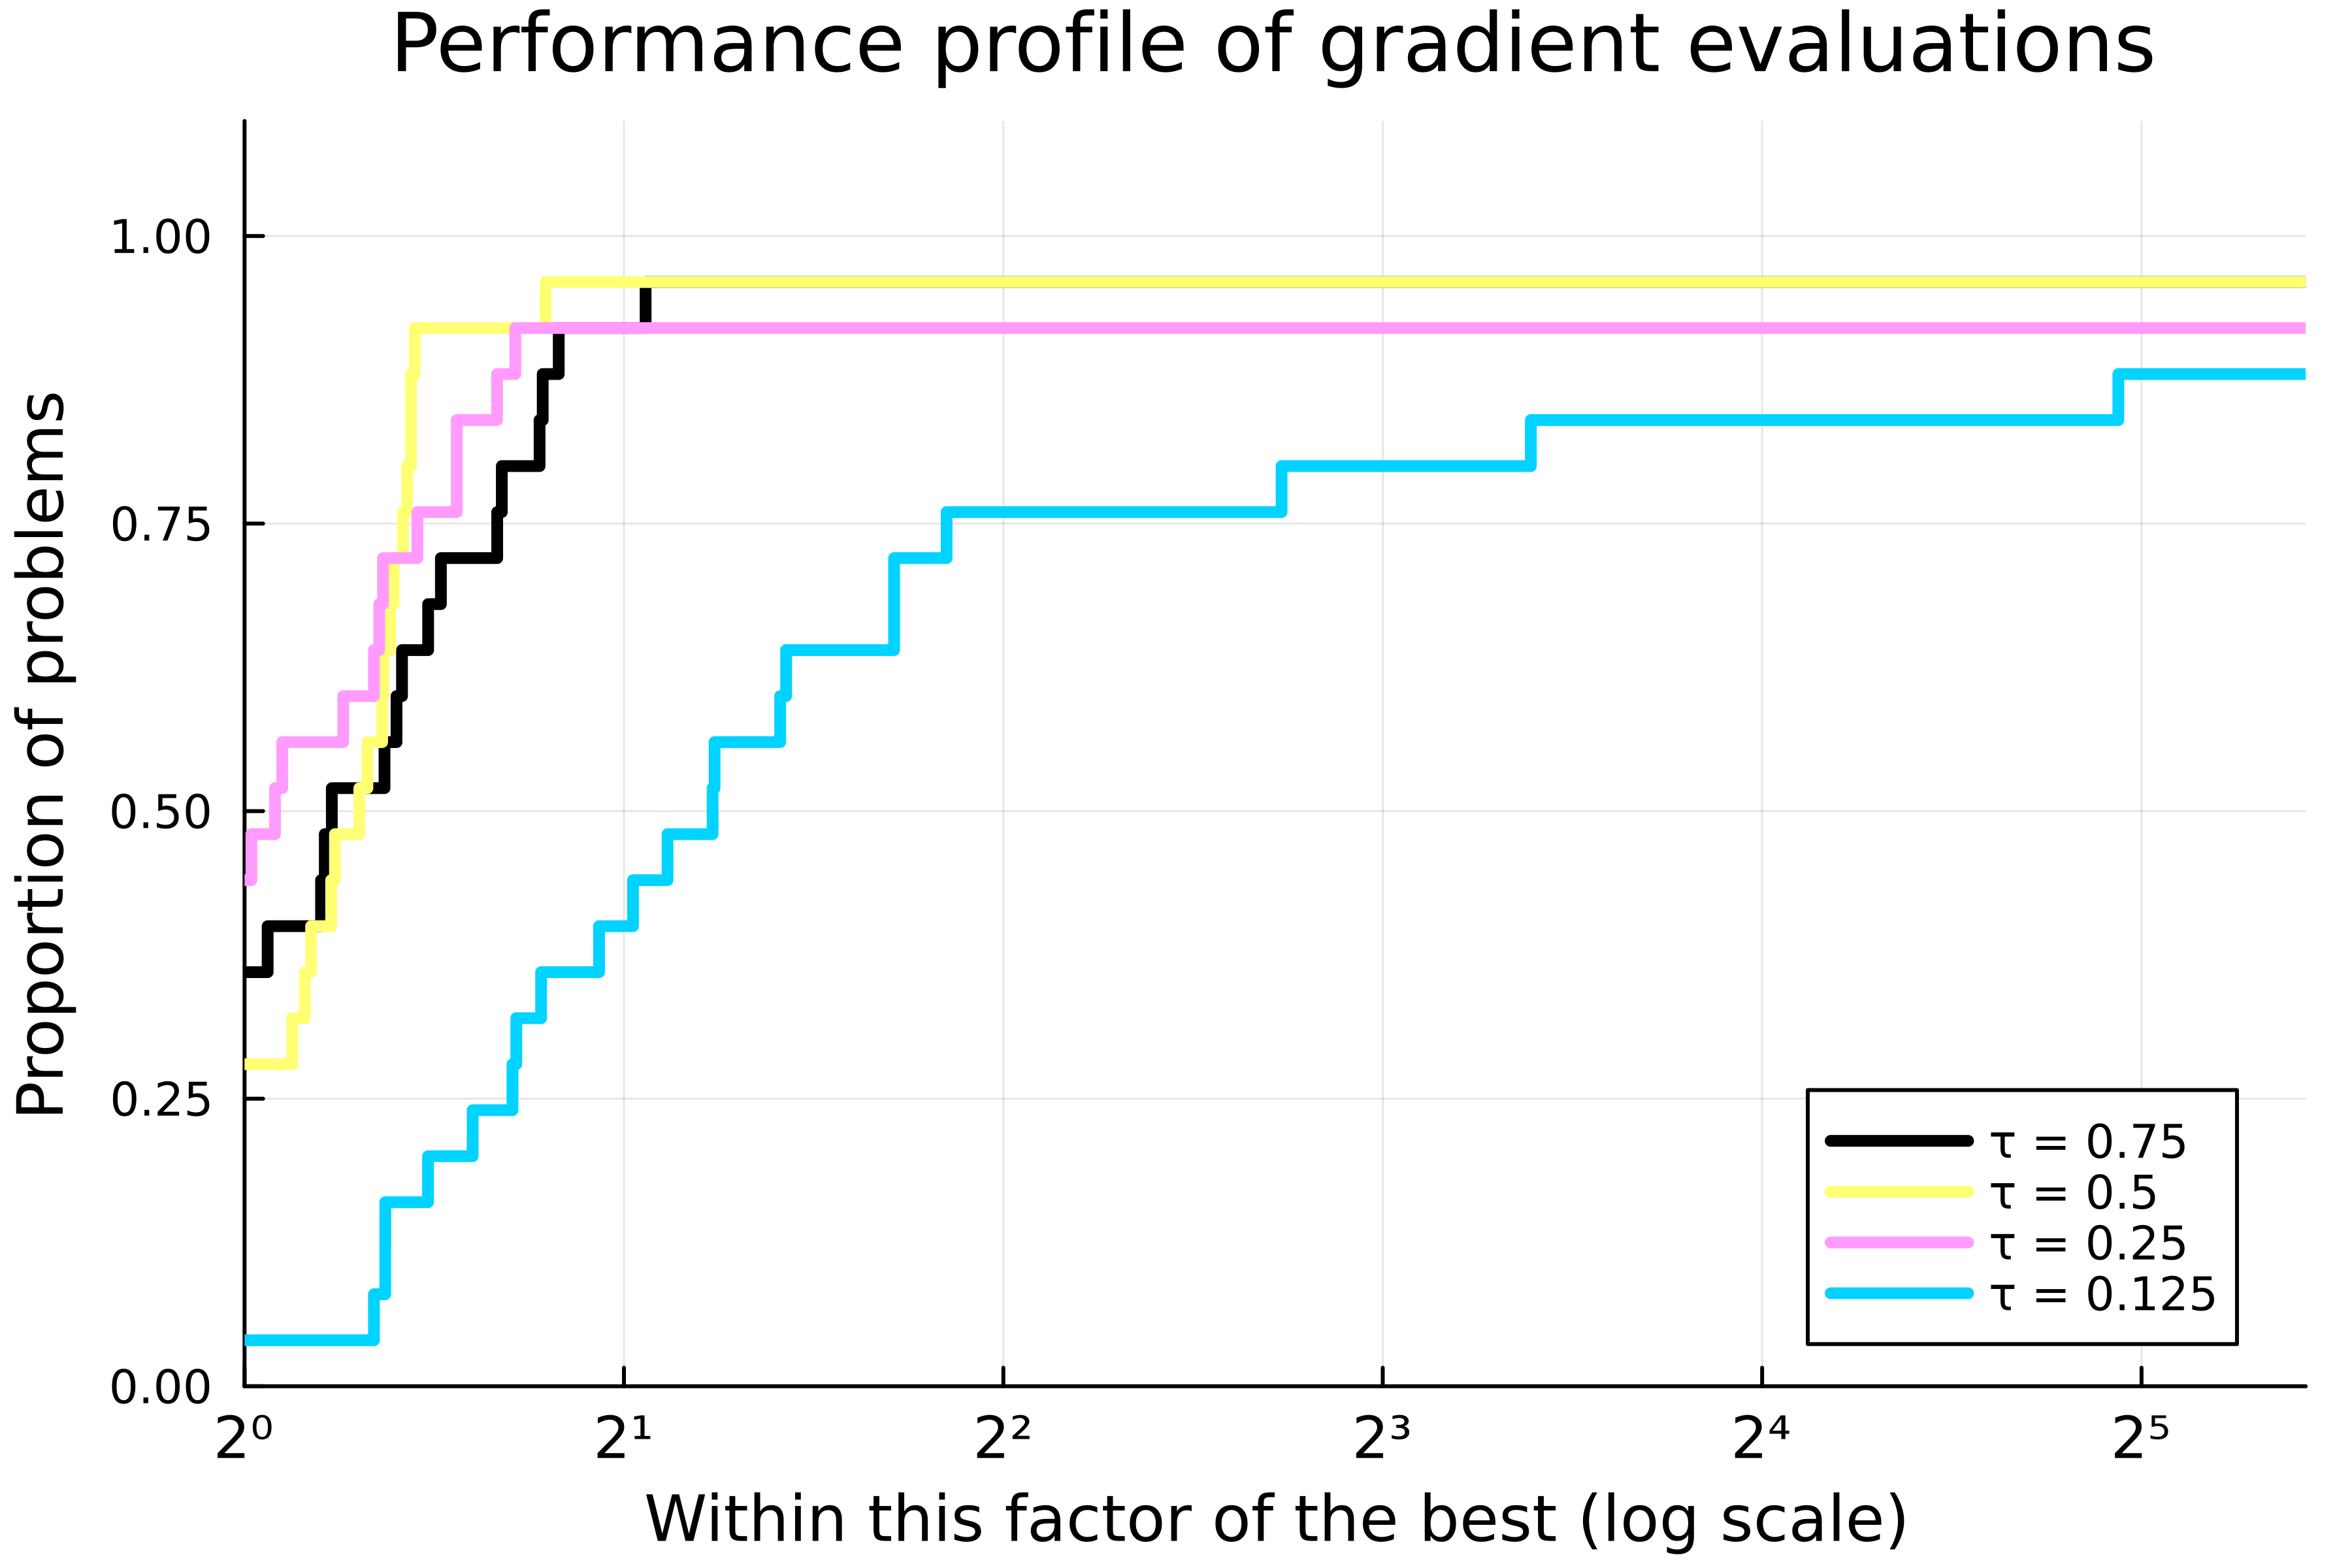 Performance profile of gradient evaluations
Proportion of problems
1.00
0.75
0.50
0.25
0.00
2⁰ 2¹ 2² 2³ 2⁴ 2⁵
Within this factor of the best (log scale)
τ = 0.75
τ = 0.5
τ = 0.25
τ = 0.125